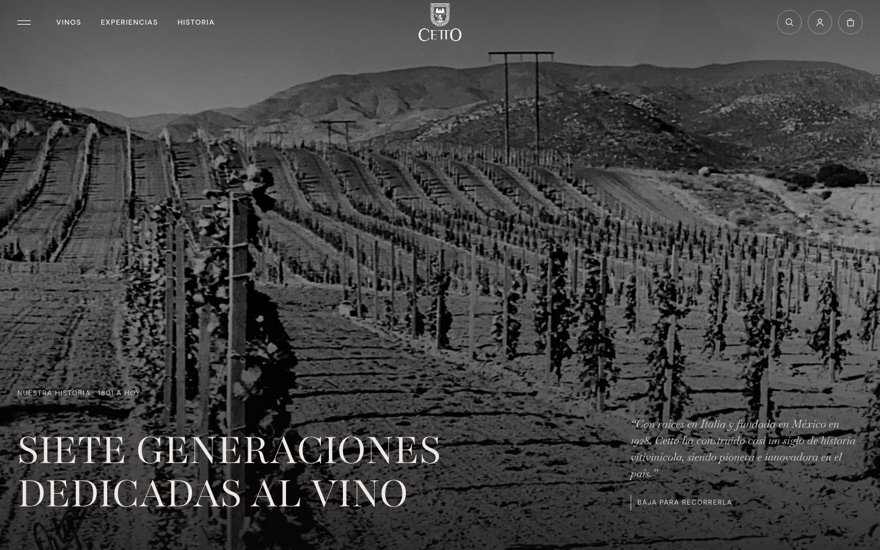 VINOS
EXPERIENCIAS
HISTORIA
CETTO
NUESTRA HISTORIA · 1801 A HOY
SIETE GENERACIONES
DEDICADAS AL VINO
“Con raíces en Italia y fundada en México en
1928, Cetto ha construido casi un siglo de historia
vitivinícola, siendo pionera e innovadora en el
país.”
BAJA PARA RECORRERLA